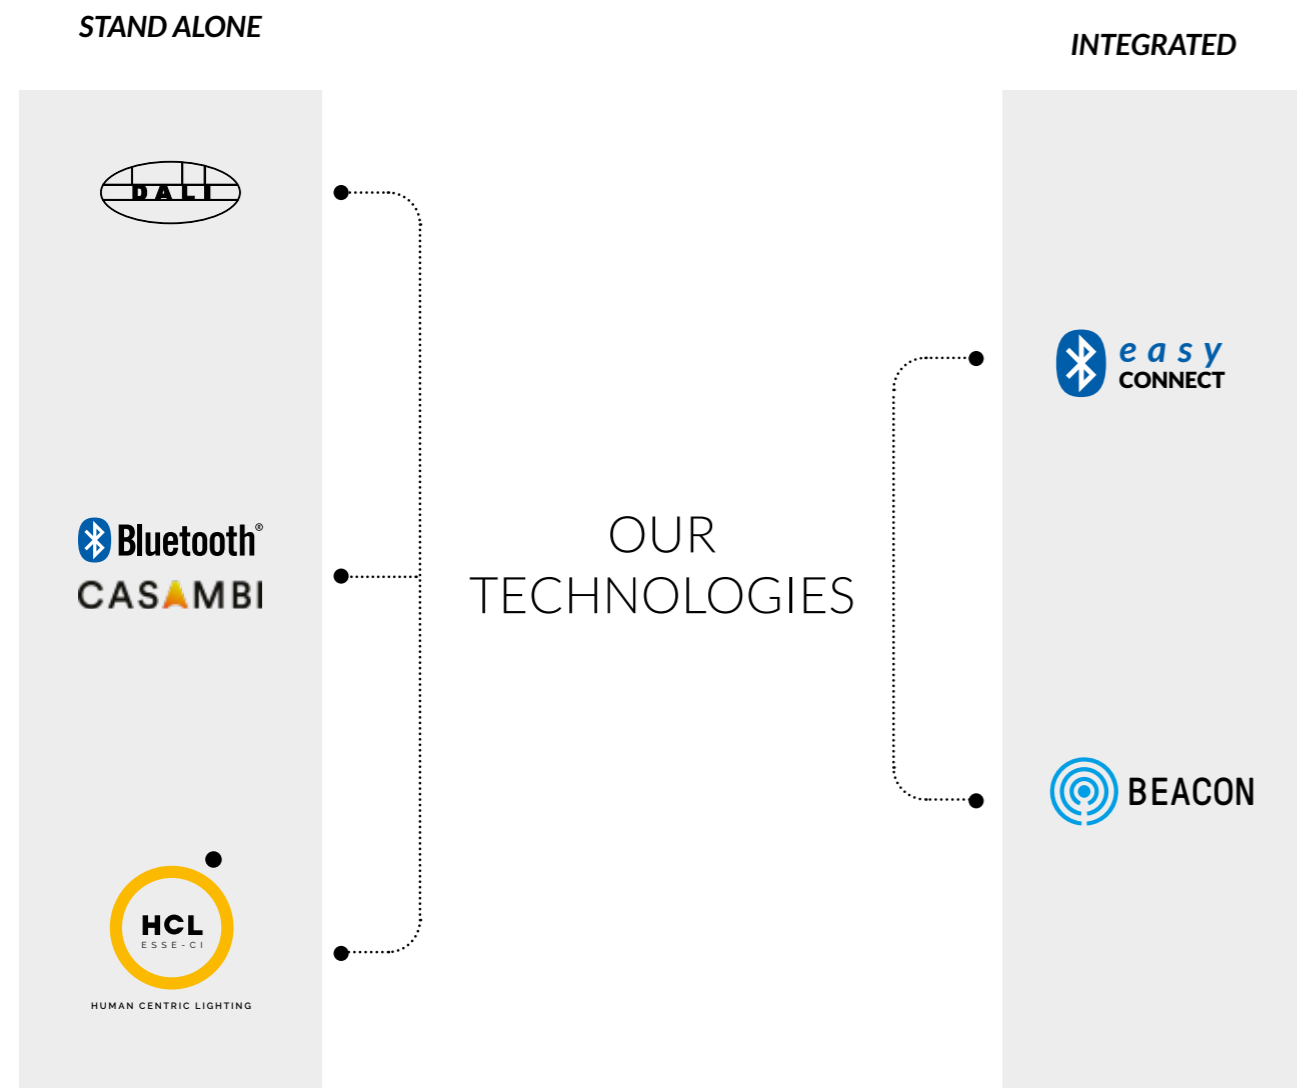 STAND ALONE
INTEGRATED
DALI
easy
CONNECT
Bluetooth®
CASAMBI
OUR
TECHNOLOGIES
BEACON
HCL
ESSE-CI
HUMAN CENTRIC LIGHTING